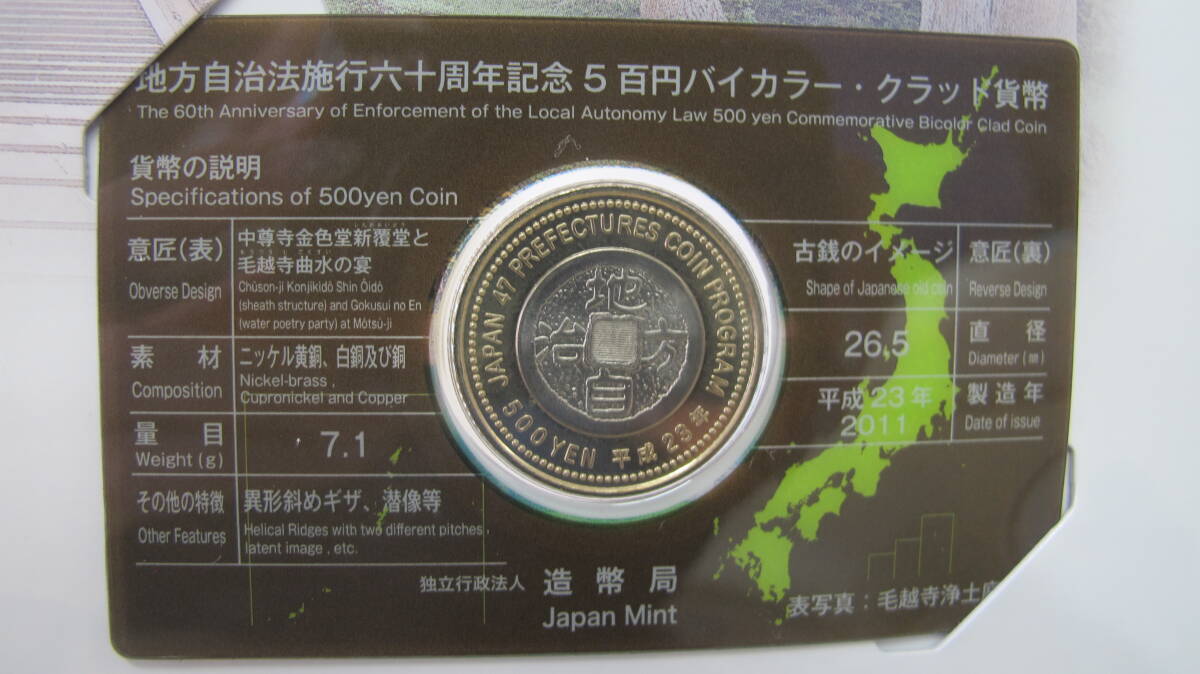 地方自治法施行六十周年記念5百円バイカラー・クラッド貨幣
The 60th Anniversary of Enforcement of the Local Autonomy Law 500 yen Commemorative Bicolor Clad Coin
貨幣の説明
Specifications of 500yen Coin
意匠(表)
Obverse Design
中尊寺金色堂新覆堂と
毛越寺曲水の宴
Chūson-ji Konjikidō Shin Ōidō
(sheath structure) and Gokusui no En
(water poetry party) at Mōtsū-ji
素材
Composition
ニッケル黄銅、白銅及び銅
Nickel-brass ,
Cupronickel and Copper
量目
Weight (g)
7.1
その他の特徴
Other Features
異形斜めギザ、潜像等
Helical Ridges with two different pitches ,
latent image , etc.
JAPAN 47 PREFECTURES COIN PROGRAM
地方自治
500 YEN 平成23年
古銭のイメージ
Shape of Japanese old coin
意匠(裏)
Reverse Design
26.5
直径
Diameter (㎜)
平成23年
2011
製造年
Date of issue
独立行政法人 造幣局
Japan Mint
表写真:毛越寺浄土